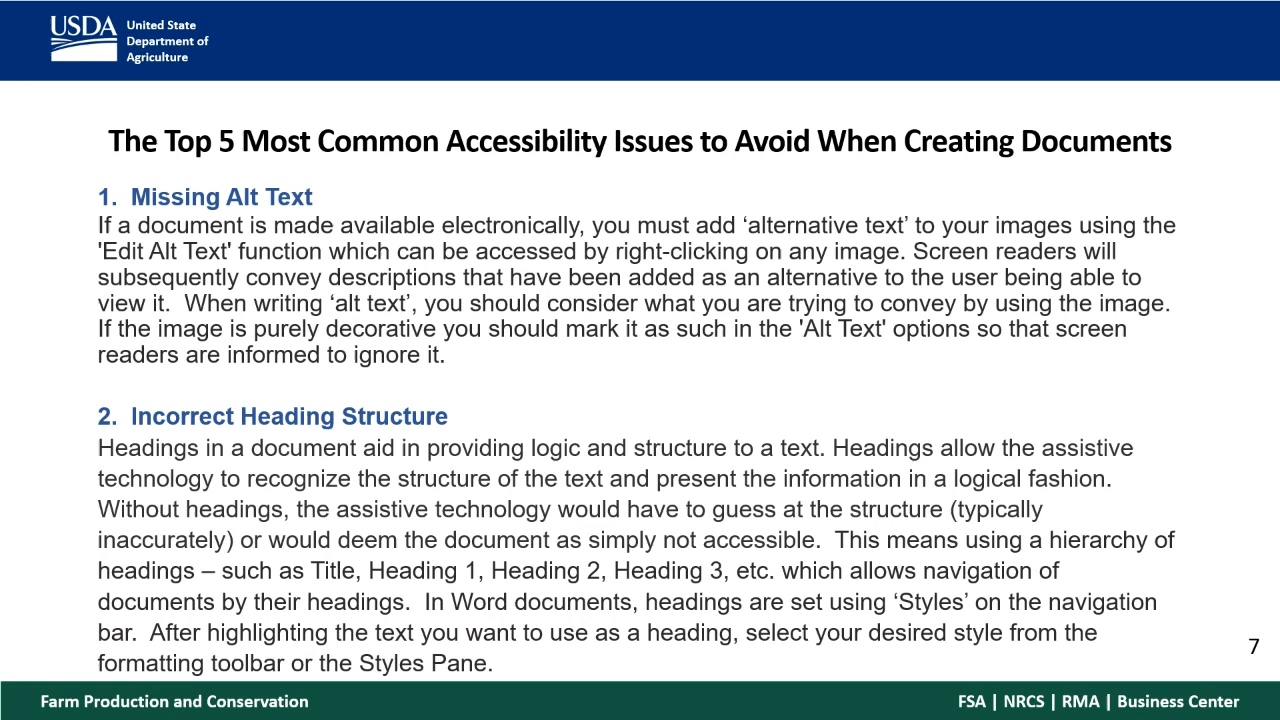 USDA
United State
Department of
Agriculture
The Top 5 Most Common Accessibility Issues to Avoid When Creating Documents
1.  Missing Alt Text
If a document is made available electronically, you must add ‘alternative text’ to your images using the
'Edit Alt Text' function which can be accessed by right-clicking on any image. Screen readers will
subsequently convey descriptions that have been added as an alternative to the user being able to
view it.  When writing ‘alt text’, you should consider what you are trying to convey by using the image.
If the image is purely decorative you should mark it as such in the 'Alt Text' options so that screen
readers are informed to ignore it.
2.  Incorrect Heading Structure
Headings in a document aid in providing logic and structure to a text. Headings allow the assistive
technology to recognize the structure of the text and present the information in a logical fashion.
Without headings, the assistive technology would have to guess at the structure (typically
inaccurately) or would deem the document as simply not accessible.  This means using a hierarchy of
headings – such as Title, Heading 1, Heading 2, Heading 3, etc. which allows navigation of
documents by their headings.  In Word documents, headings are set using ‘Styles’ on the navigation
bar.  After highlighting the text you want to use as a heading, select your desired style from the
formatting toolbar or the Styles Pane.
7
Farm Production and Conservation
FSA | NRCS | RMA | Business Center